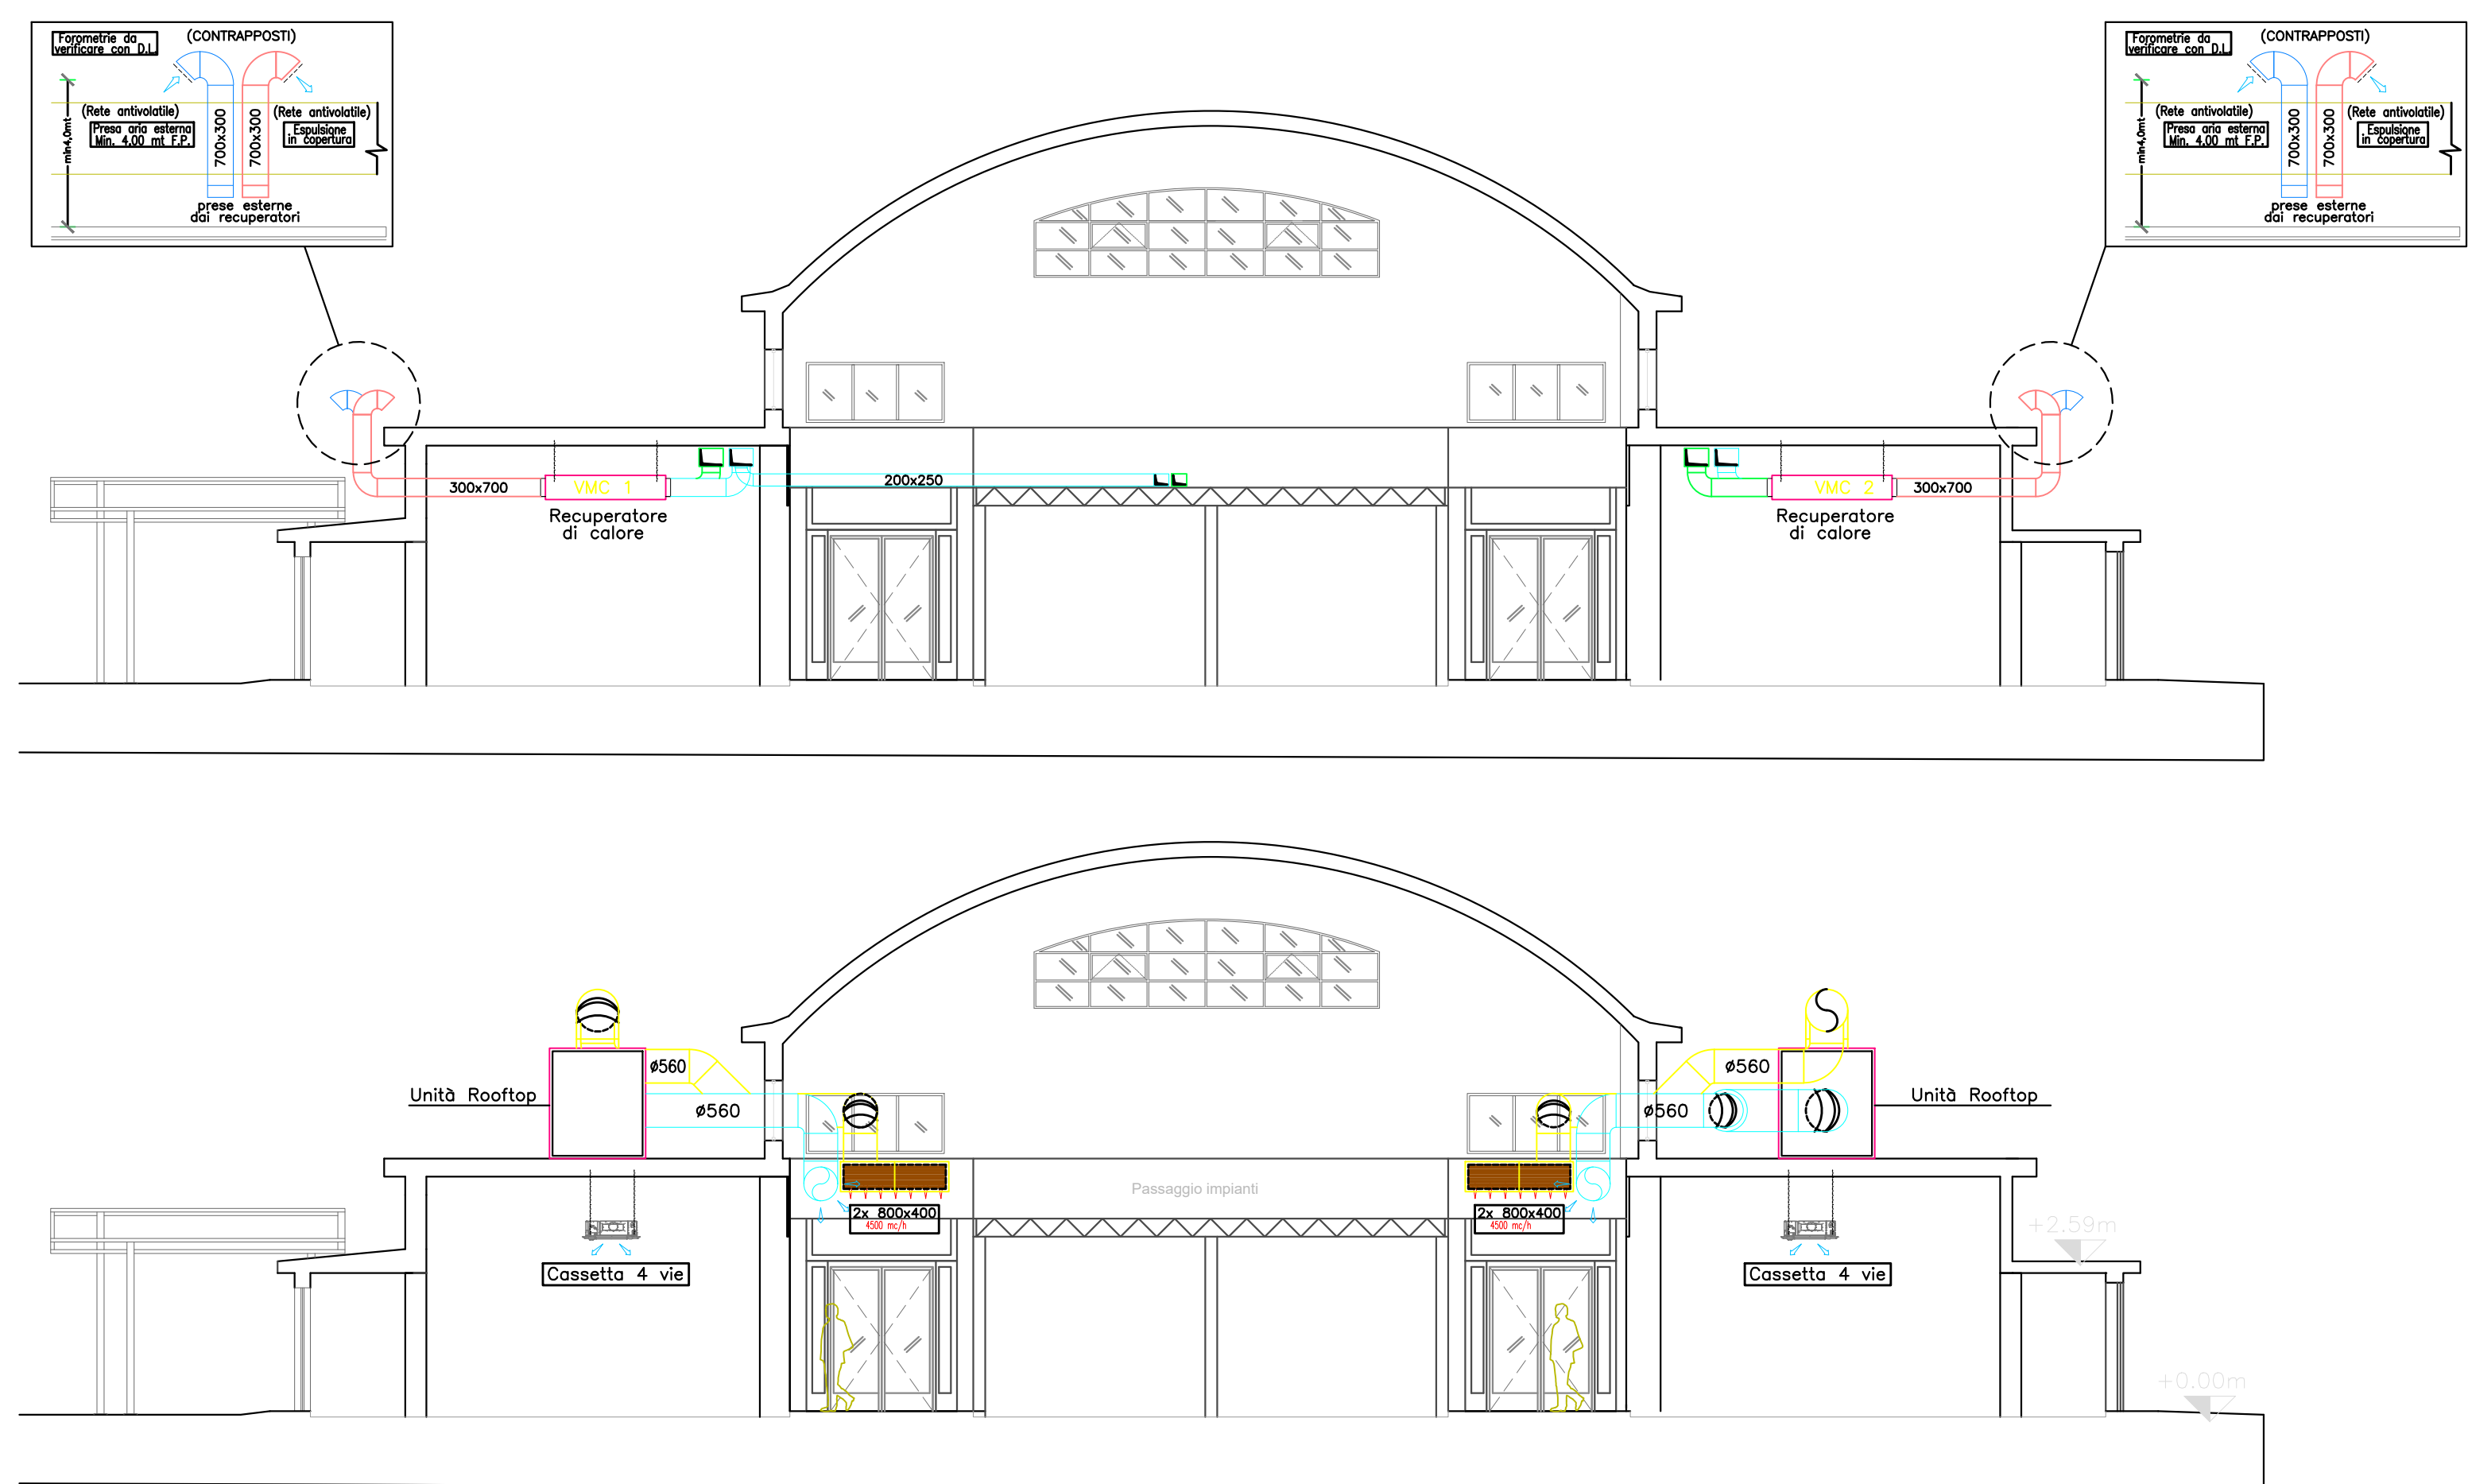 Forometrie da
verificare con D.L.
(CONTRAPPOSTI)
min4,0mt
(Rete antivolatile)
Presa aria esterna
Min. 4.00 mt F.P.
700x300
700x300
(Rete antivolatile)
Espulsione
in copertura
prese esterne
dai recuperatori
Forometrie da
verificare con D.L.
(CONTRAPPOSTI)
min4,0mt
(Rete antivolatile)
Presa aria esterna
Min. 4.00 mt F.P.
700x300
700x300
(Rete antivolatile)
Espulsione
in copertura
prese esterne
dai recuperatori
300x700
VMC 1
Recuperatore
di calore
200x250
VMC 2
300x700
Recuperatore
di calore
Unità Rooftop
ø560
ø560
ø560
ø560
Unità Rooftop
Passaggio impianti
2x 800x400
4500 mc/h
2x 800x400
4500 mc/h
Cassetta 4 vie
Cassetta 4 vie
+2.59m
+0.00m